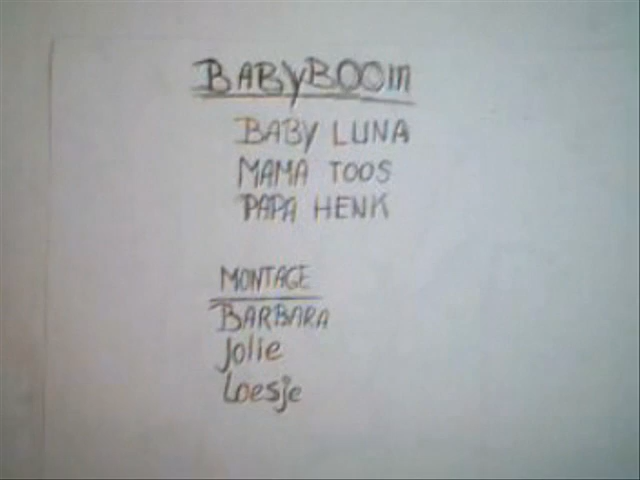 BABYBOOM
BABY LUNA
MAMA TOOS
PAPA HENK
MONTAGE
BARBARA
Jolie
Loesje